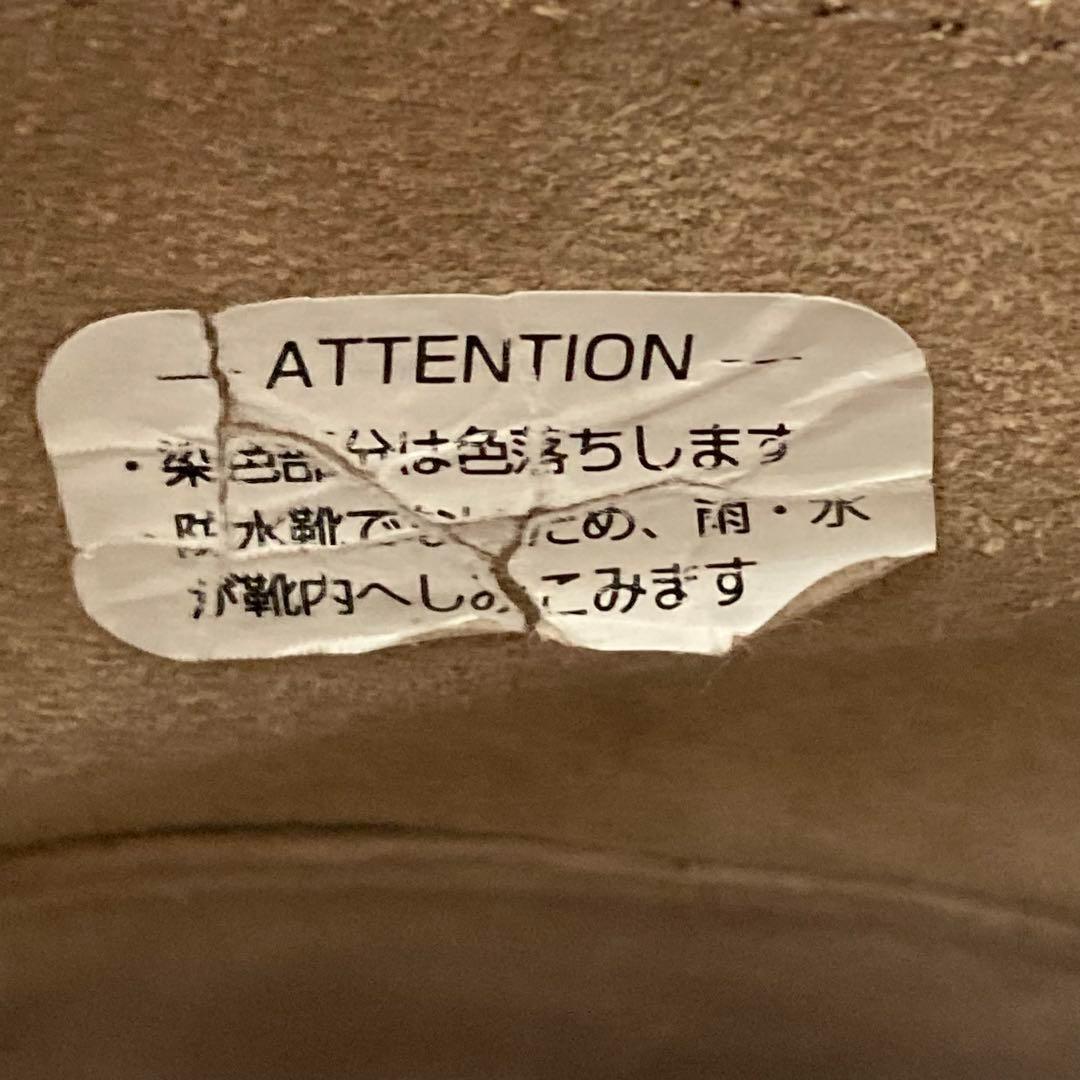 — ATTENTION —
・染色部分は色落ちします
・防水靴でないため、雨・水
が靴内へしみこみます